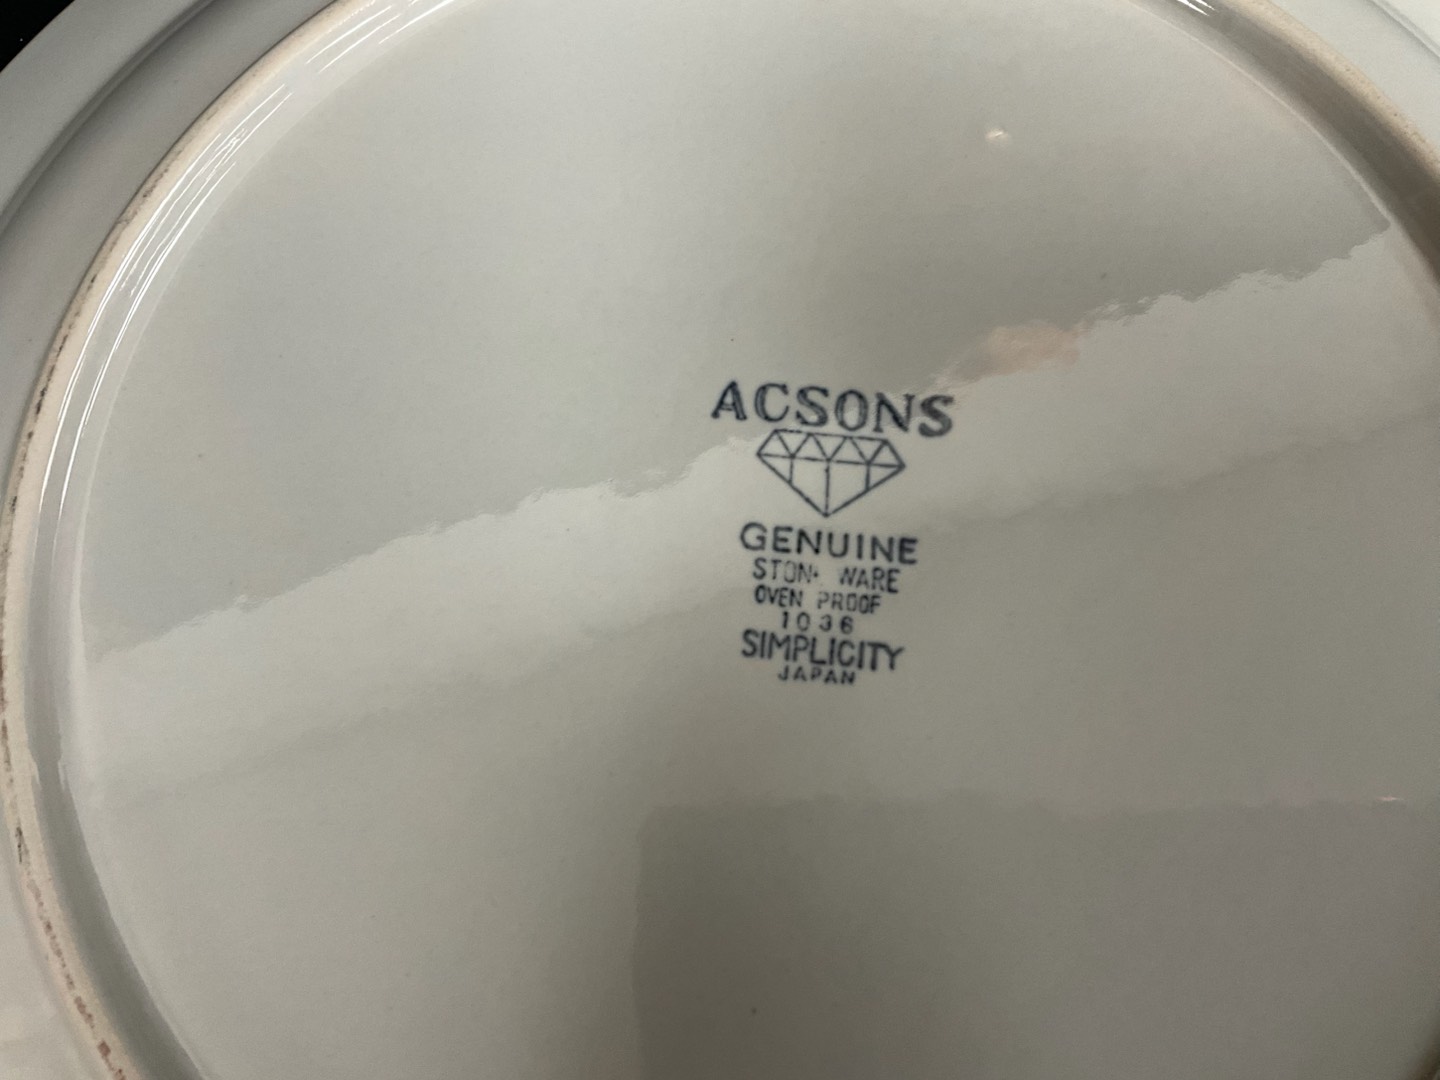 ACSONS
GENUINE
STON WARE
OVEN PROOF
1036
SIMPLICITY
JAPAN